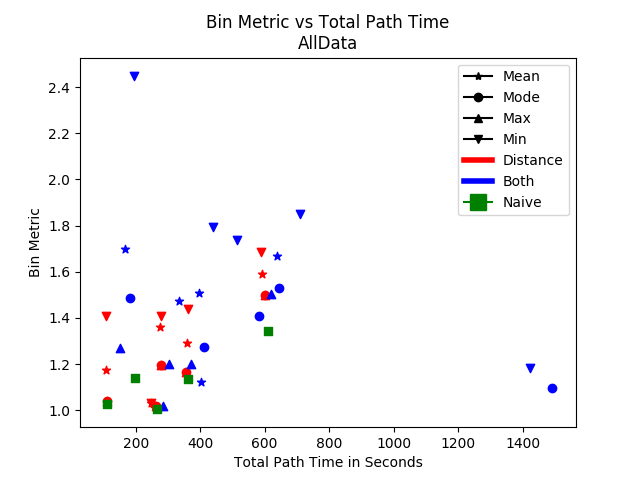 Bin Metric vs Total Path Time
AllData
Mean
Mode
Max
Min
Distance
Both
Naive
Bin Metric
2.4
2.2
2.0
1.8
1.6
1.4
1.2
1.0
200 400 600 800 1000 1200 1400
Total Path Time in Seconds